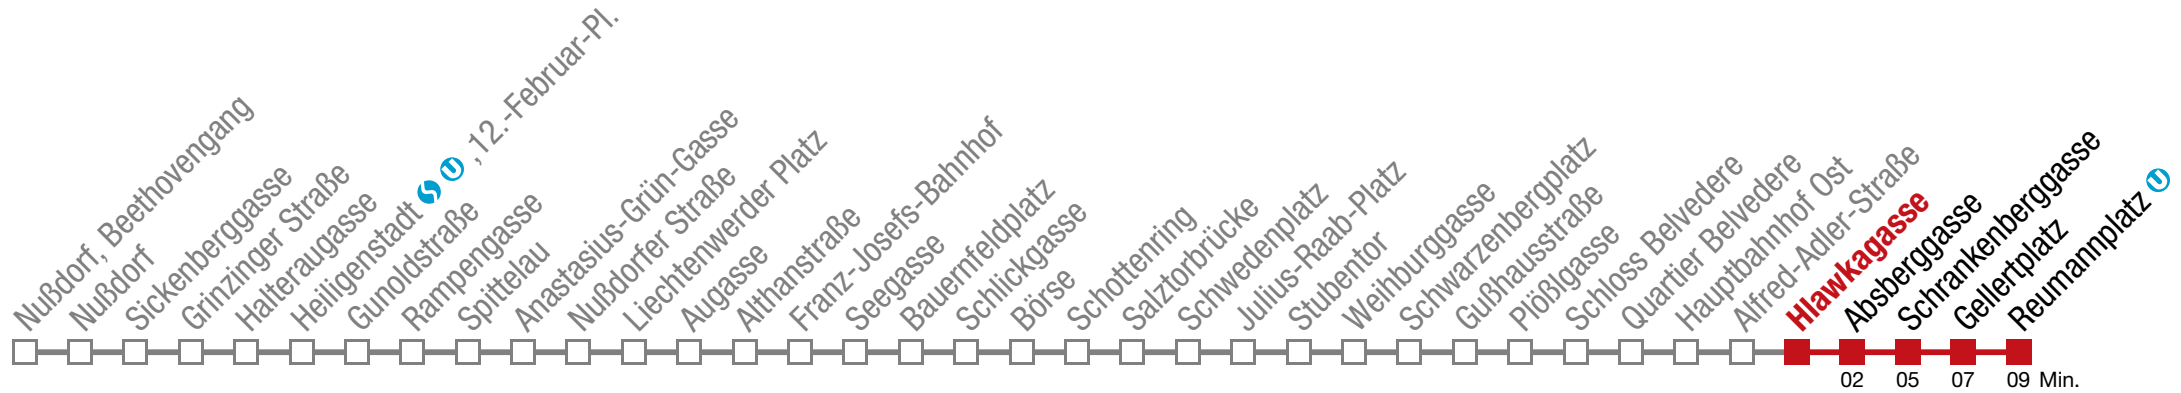 Nußdorf, Beethovengang
Nußdorf
Sickenberggasse
Grinzinger Straße
Halteraugasse
Heiligenstadt S U , 12.-Februar-Pl.
Gunoldstraße
Rampengasse
Spittelau
Anastasius-Grün-Gasse
Nußdorfer Straße
Liechtenwerder Platz
Augasse
Althanstraße
Franz-Josefs-Bahnhof
Seegasse
Bauernfeldplatz
Schlickgasse
Börse
Schottenring
Salztorbrücke
Schwedenplatz
Julius-Raab-Platz
Stubentor
Weihburggasse
Schwarzenbergplatz
Gußhausstraße
Plößlgasse
Schloss Belvedere
Quartier Belvedere
Hauptbahnhof Ost
Alfred-Adler-Straße
Hlawkagasse
Absberggasse
Schrankenberggasse
Gellertplatz
Reumannplatz U
02 05 07 09 Min.